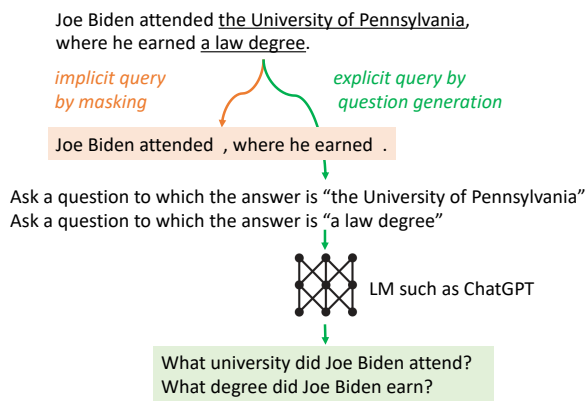 Joe Biden attended the University of Pennsylvania,
where he earned a law degree.
implicit query
by masking
explicit query by
question generation
Joe Biden attended , where he earned .
Ask a question to which the answer is “the University of Pennsylvania”
Ask a question to which the answer is “a law degree”
LM such as ChatGPT
What university did Joe Biden attend?
What degree did Joe Biden earn?